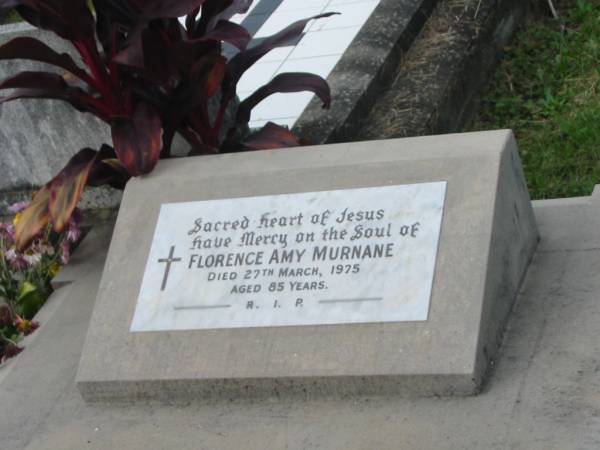 Sacred Heart of Jesus
Have Mercy on the Soul of
FLORENCE AMY MURNANE
DIED 27TH MARCH, 1975
AGED 85 YEARS.
R. I. P.